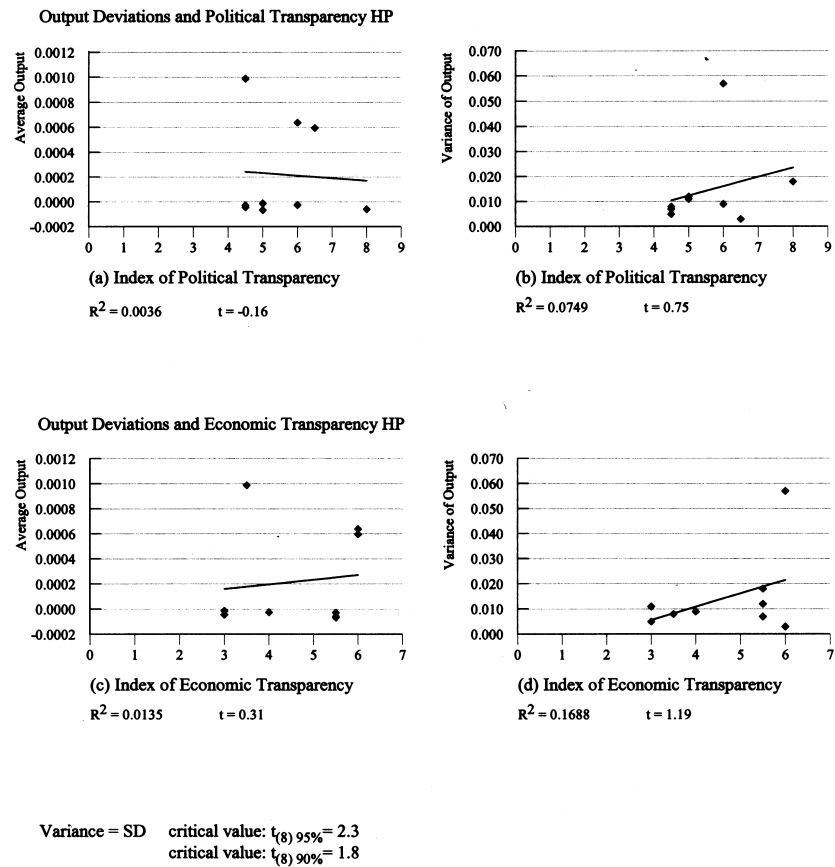 Output Deviations and Political Transparency HP
Average Output
0.0012
0.0010
0.0008
0.0006
0.0004
0.0002
0.0000
-0.0002
0 1 2 3 4 5 6 7 8 9
(a) Index of Political Transparency
R² = 0.0036 t = -0.16
Variance of Output
0.070
0.060
0.050
0.040
0.030
0.020
0.010
0.000
0 1 2 3 4 5 6 7 8 9
(b) Index of Political Transparency
R² = 0.0749 t = 0.75
Output Deviations and Economic Transparency HP
Average Output
0.0012
0.0010
0.0008
0.0006
0.0004
0.0002
0.0000
-0.0002
0 1 2 3 4 5 6 7
(c) Index of Economic Transparency
R² = 0.0135 t = 0.31
Variance of Output
0.070
0.060
0.050
0.040
0.030
0.020
0.010
0.000
0 1 2 3 4 5 6 7
(d) Index of Economic Transparency
R² = 0.1688 t = 1.19
Variance = SD critical value: t(8) 95% = 2.3
critical value: t(8) 90% = 1.8